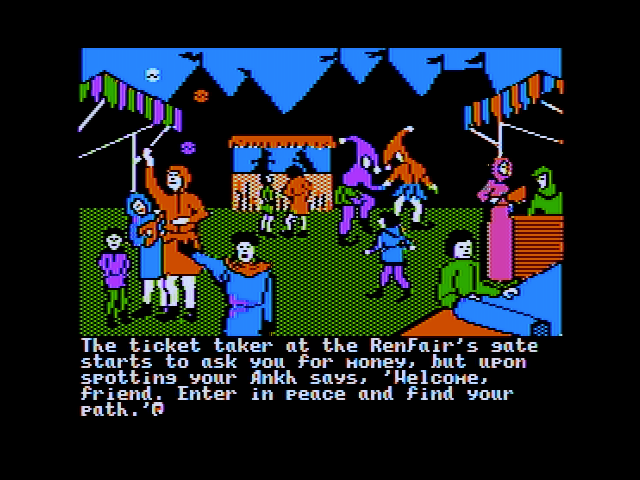 The ticket taker at the RenFair's gate
starts to ask you for money, but upon
spotting your Ankh says, 'Welcome,
friend. Enter in peace and find your
path.'